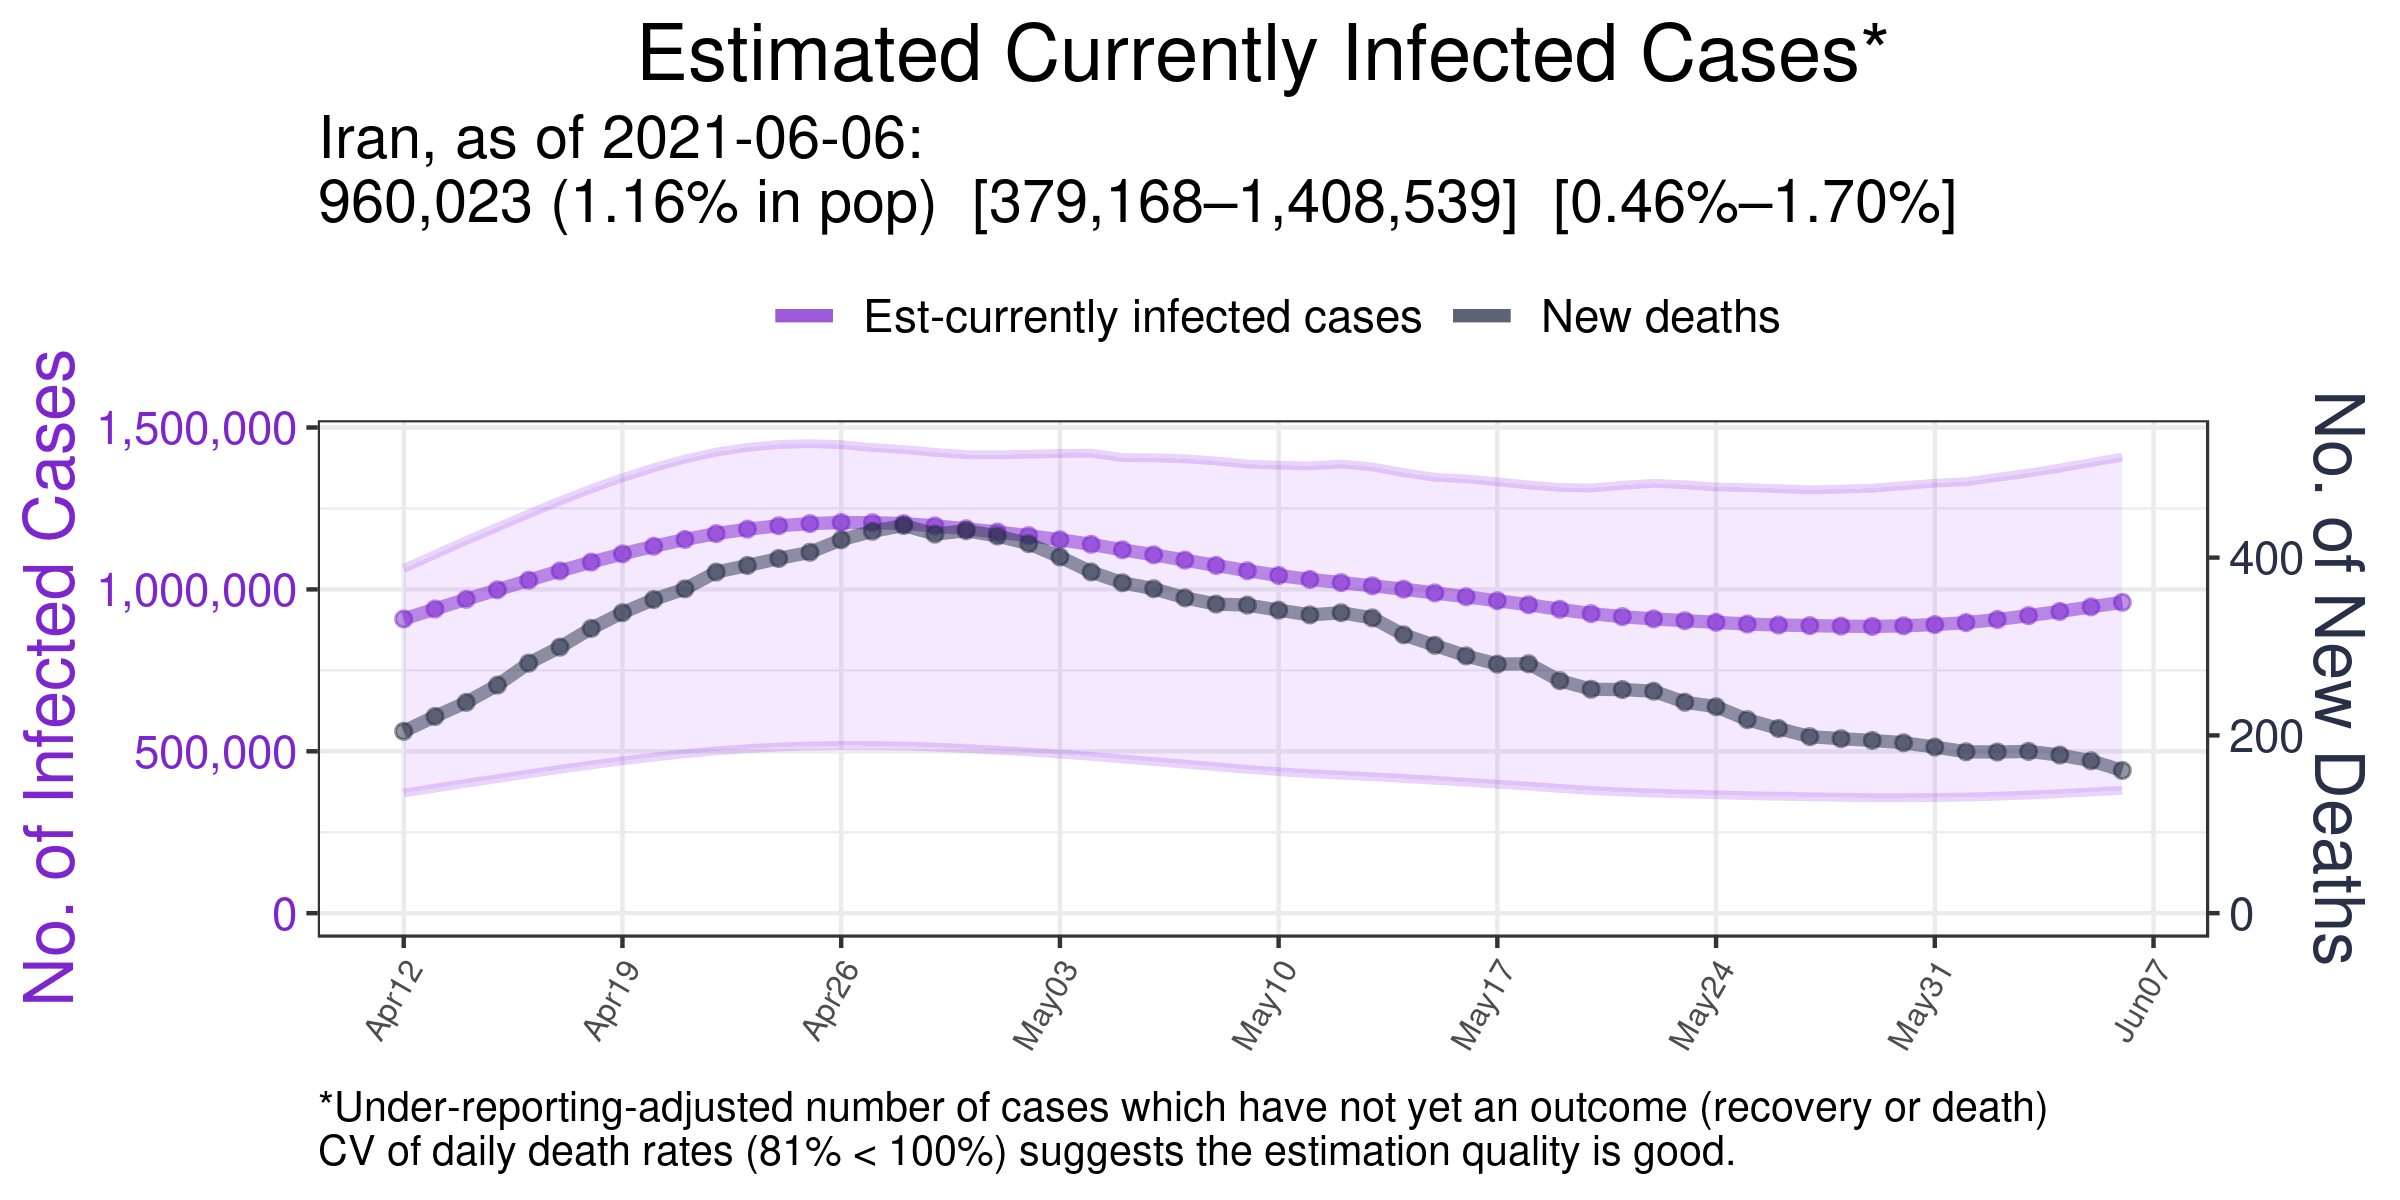 Estimated Currently Infected Cases*
Iran, as of 2021-06-06:
960,023 (1.16% in pop)  [379,168–1,408,539]  [0.46%–1.70%]
Est-currently infected cases
New deaths
No. of Infected Cases
1,500,000
1,000,000
500,000
0
No. of New Deaths
400
200
0
Apr12
Apr19
Apr26
May03
May10
May17
May24
May31
Jun07
*Under-reporting-adjusted number of cases which have not yet an outcome (recovery or death)
CV of daily death rates (81% < 100%) suggests the estimation quality is good.